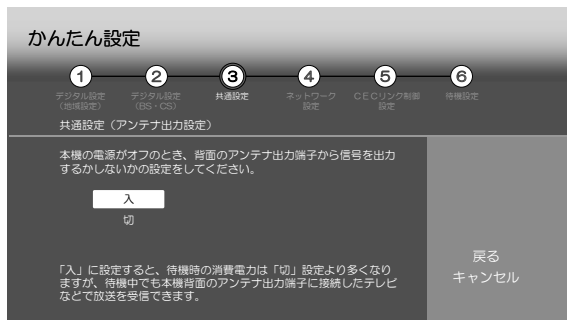 かんたん設定
1 2 3 4 5 6
デジタル設定 デジタル設定 共通設定 ネットワーク CECリンク制御 待機設定
(地域設定) (BS・CS) 設定 設定
共通設定（アンテナ出力設定）
本機の電源がオフのとき、背面のアンテナ出力端子から信号を出力
するかしないかの設定をしてください。
入
切
「入」に設定すると、待機時の消費電力は「切」設定より多くなり
ますが、待機中でも本機背面のアンテナ出力端子に接続したテレビ
などで放送を受信できます。
戻る
キャンセル